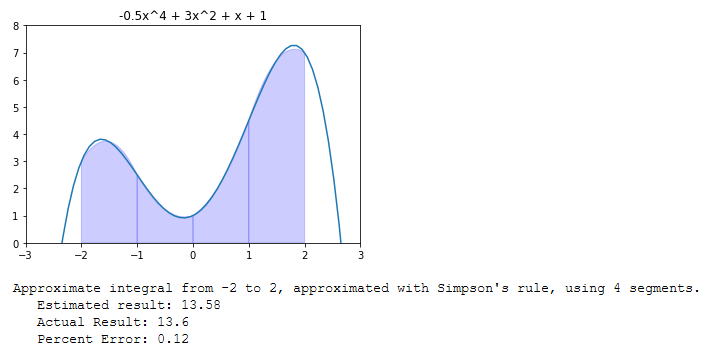 -0.5x^4 + 3x^2 + x + 1
8
7
6
5
4
3
2
1
0
−3 −2 −1 0 1 2 3
Approximate integral from -2 to 2, approximated with Simpson's rule, using 4 segments.
Estimated result: 13.58
Actual Result: 13.6
Percent Error: 0.12